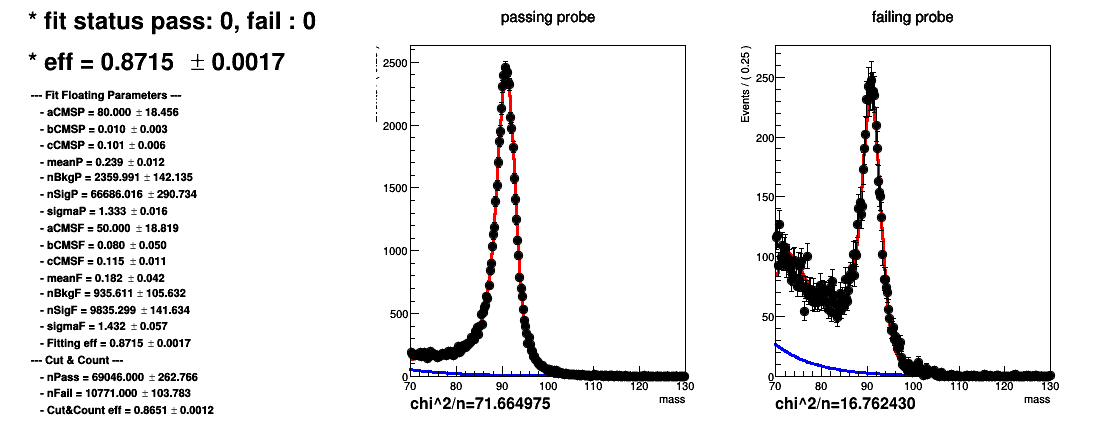 * fit status pass: 0, fail : 0
* eff = 0.8715 ± 0.0017
--- Fit Floating Parameters ---
- aCMSP = 80.000 ± 18.456
- bCMSP = 0.010 ± 0.003
- cCMSP = 0.101 ± 0.006
- meanP = 0.239 ± 0.012
- nBkgP = 2359.991 ± 142.135
- nSigP = 66686.016 ± 290.734
- sigmaP = 1.333 ± 0.016
- aCMSF = 50.000 ± 18.819
- bCMSF = 0.080 ± 0.050
- cCMSF = 0.115 ± 0.011
- meanF = 0.182 ± 0.042
- nBkgF = 935.611 ± 105.632
- nSigF = 9835.299 ± 141.634
- sigmaF = 1.432 ± 0.057
- Fitting eff = 0.8715 ± 0.0017
--- Cut & Count ---
- nPass = 69046.000 ± 262.766
- nFail = 10771.000 ± 103.783
- Cut&Count eff = 0.8651 ± 0.0012
passing probe
2500
2000
1500
1000
500
0
70 80 90 100 110 120 130
mass
chi^2/n=71.664975
failing probe
Events / ( 0.25 )
250
200
150
100
50
0
70 80 90 100 110 120 130
mass
chi^2/n=16.762430